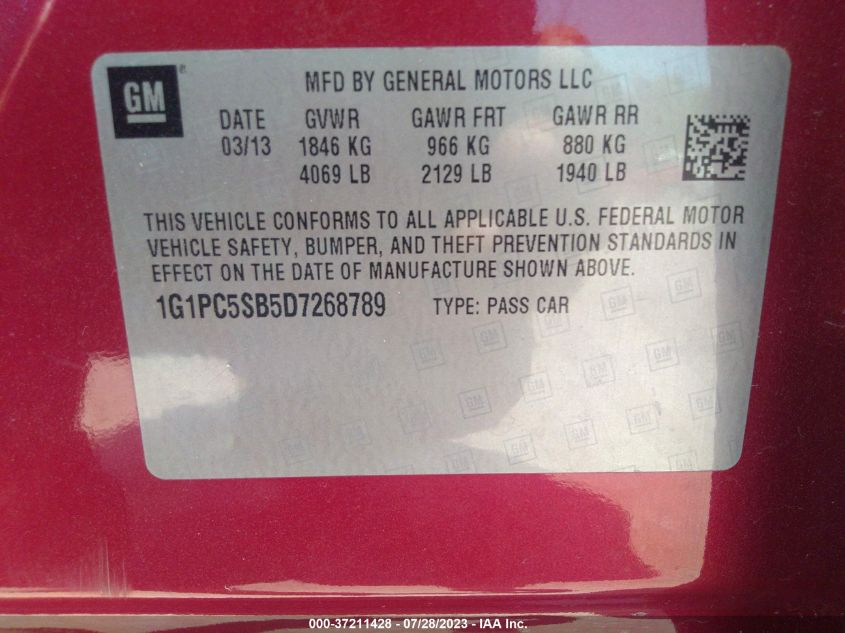 GM
MFD BY GENERAL MOTORS LLC
DATE GVWR GAWR FRT GAWR RR
03/13 1846 KG 966 KG 880 KG
4069 LB 2129 LB 1940 LB
THIS VEHICLE CONFORMS TO ALL APPLICABLE U.S. FEDERAL MOTOR
VEHICLE SAFETY, BUMPER, AND THEFT PREVENTION STANDARDS IN
EFFECT ON THE DATE OF MANUFACTURE SHOWN ABOVE.
1G1PC5SB5D7268789 TYPE: PASS CAR
000-37211428 - 07/28/2023 - © IAA Inc.